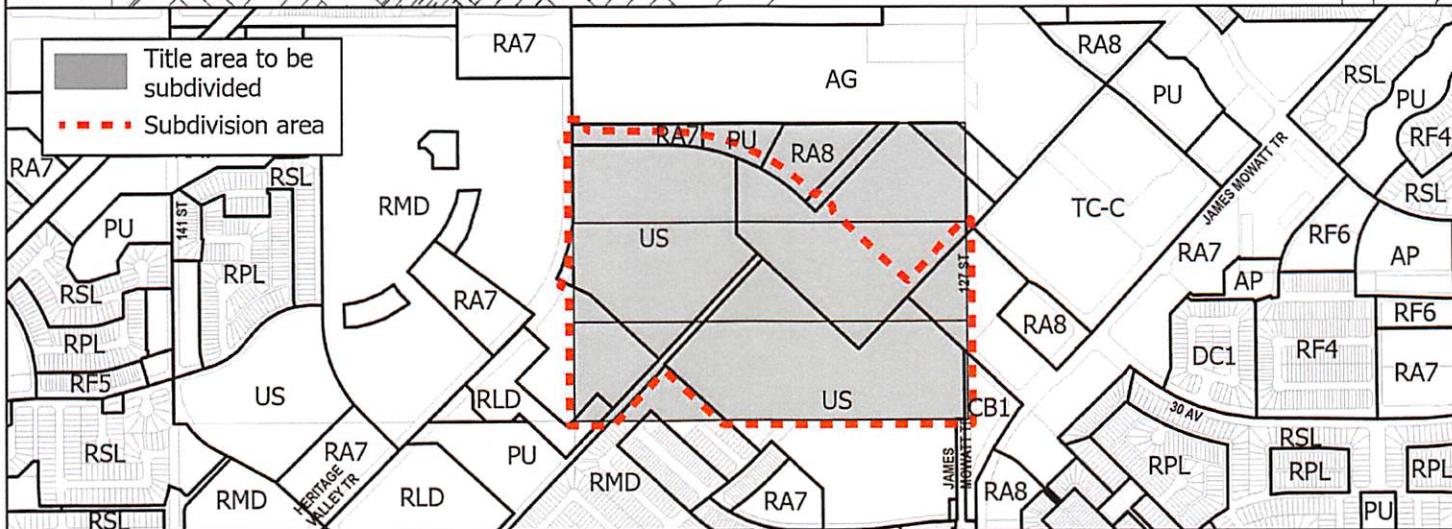 Title area to be
subdivided
Subdivision area
RA7
AG
RA8
PU
RSL
PU
RF4
RSL
RA7
RSL
PU
141 ST
RMD
RPL
RSL
RPL
RF5
RA7
PU
RA8
US
TC-C
JAMES MOWATT TR
RA7
RF6
AP
AP
RF6
127 ST
RA8
DC1
RF4
RA7
RA7
RLD
US
US
CB1
30 AV
RSL
RSL
RA7
HERITAGE
VALLEY TR
PU
RMD
RLD
RMD
RA7
JAMES
MOWATT TR
RA8
RPL
RPL
RPL
PU
RSL